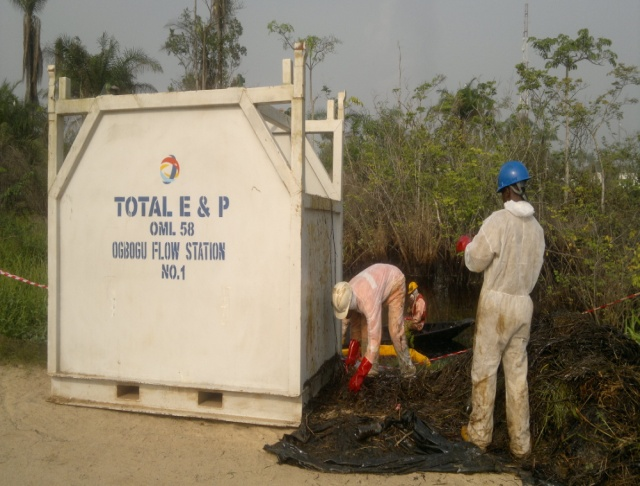 TOTAL E & P
OML 58
OGBOGU FLOW STATION
NO.1